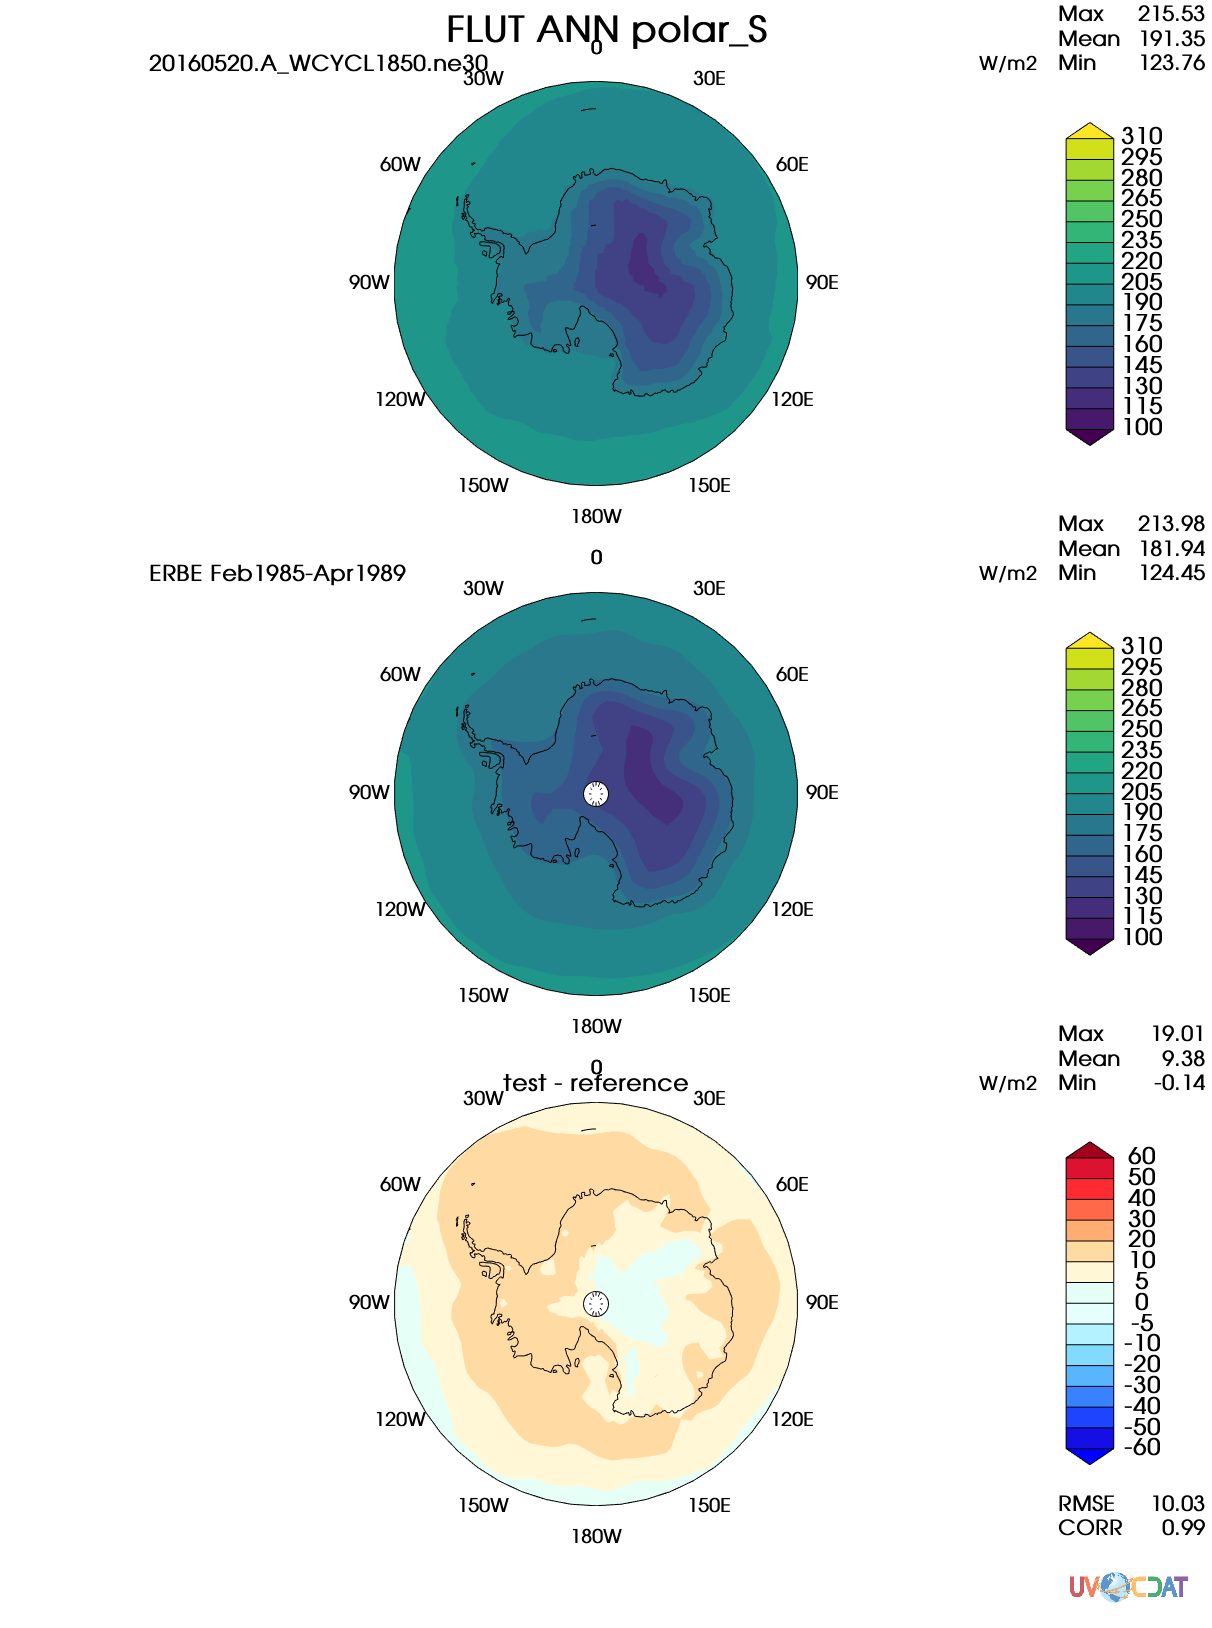 FLUT ANN polar_S
20160520.A_WCYCL1850.ne30
W/m2
Max 215.53
Mean 191.35
Min 123.76
0
30W 30E
60W 60E
90W 90E
120W 120E
150W 150E
180W
310
295
280
265
250
235
220
205
190
175
160
145
130
115
100
ERBE Feb1985-Apr1989
W/m2
Max 213.98
Mean 181.94
Min 124.45
0
30W 30E
60W 60E
90W 90E
120W 120E
150W 150E
180W
310
295
280
265
250
235
220
205
190
175
160
145
130
115
100
test - reference
W/m2
Max 19.01
Mean 9.38
Min -0.14
0
30W 30E
60W 60E
90W 90E
120W 120E
150W 150E
180W
60
50
40
30
20
10
5
0
-5
-10
-20
-30
-40
-50
-60
RMSE 10.03
CORR 0.99
UV CDAT